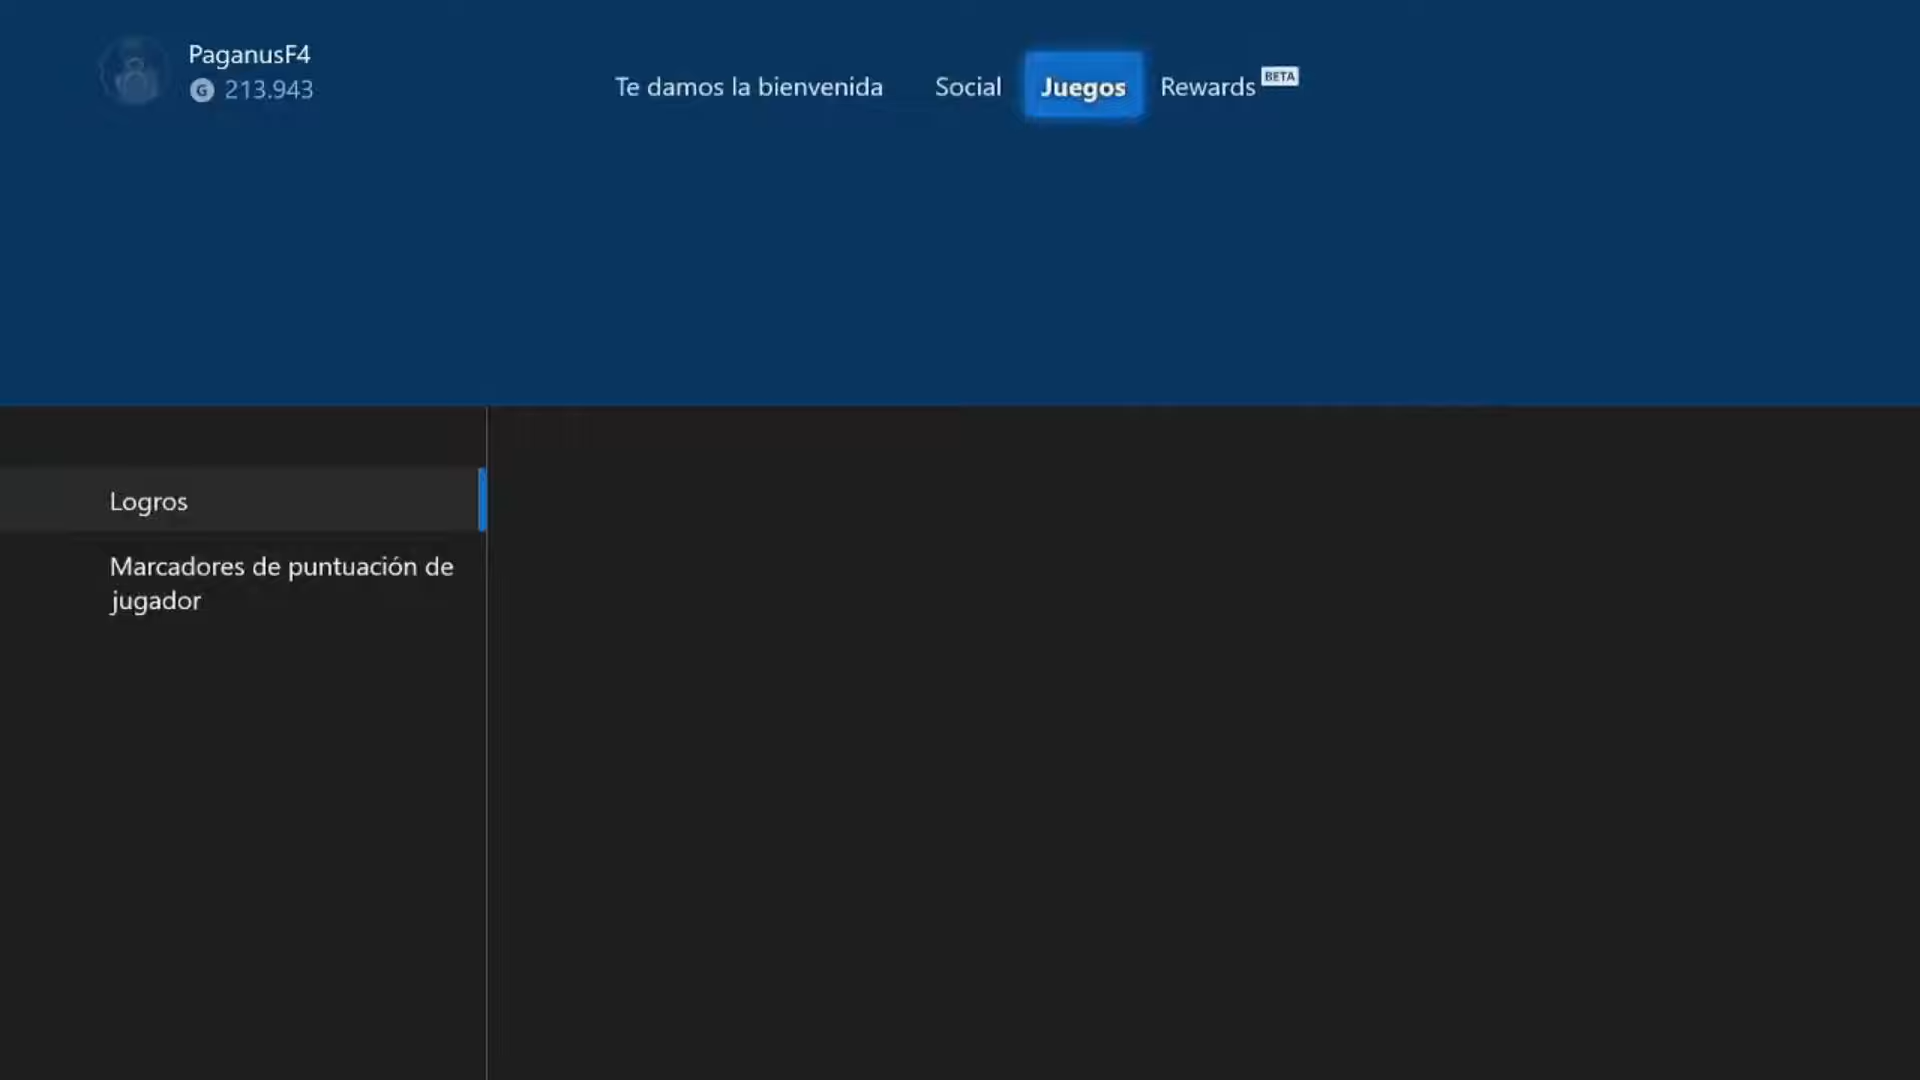 PaganusF4
G 213.943
Te damos la bienvenida
Social
Juegos
Rewards BETA
Logros
Marcadores de puntuación de
jugador